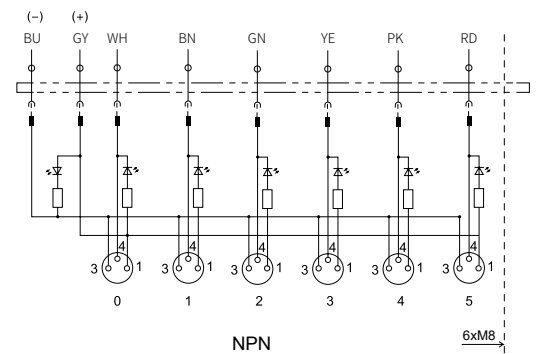 (−) (+)
BU GY WH BN GN YE PK RD
4 4 4 4 4 4
3 1 3 1 3 1 3 1 3 1 3 1
0 1 2 3 4 5
NPN
6xM8